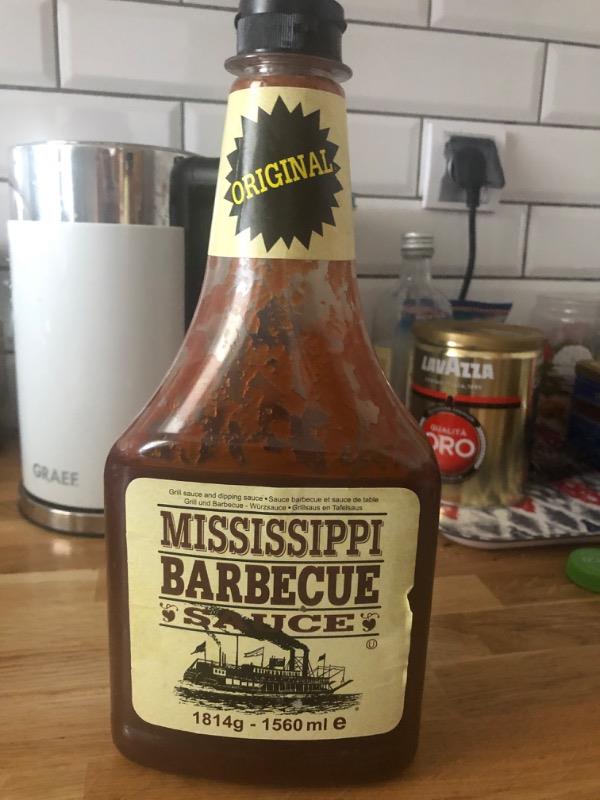 ORIGINAL
Grill sauce and dipping sauce • Sauce barbecue et sauce de table
Grill und Barbecue - Würzsauce • Grillsaus en Tafelsaus
MISSISSIPPI
BARBECUE
SAUCE
U
1814g - 1560 ml e
GRAEF
LAVAZZA
QUALITÀ
ORO